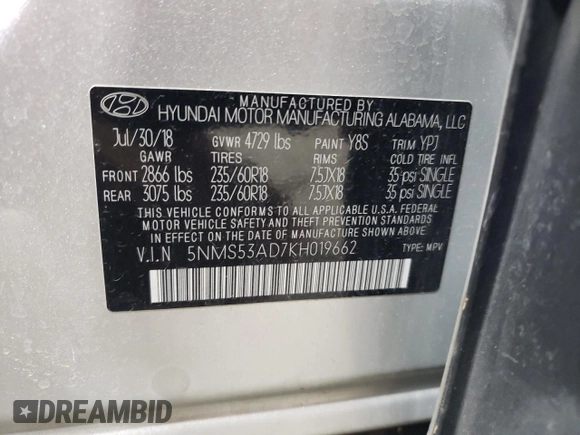 MANUFACTURED BY
HYUNDAI MOTOR MANUFACTURING ALABAMA, LLC
Jul/30/18 GVWR 4729 lbs PAINT Y8S TRIM YPJ
GAWR TIRES RIMS COLD TIRE INFL
FRONT 2866 lbs 235/60R18 7.5JX18 35 psi SINGLE
REAR 3075 lbs 235/60R18 7.5JX18 35 psi SINGLE
THIS VEHICLE CONFORMS TO ALL APPLICABLE U.S.A. FEDERAL
MOTOR VEHICLE SAFETY AND THEFT PREVENTION STANDARDS
IN EFFECT ON THE DATE OF MANUFACTURE SHOWN ABOVE.
V.I.N 5NMS53AD7KH019662 TYPE: MPV
DREAMBID